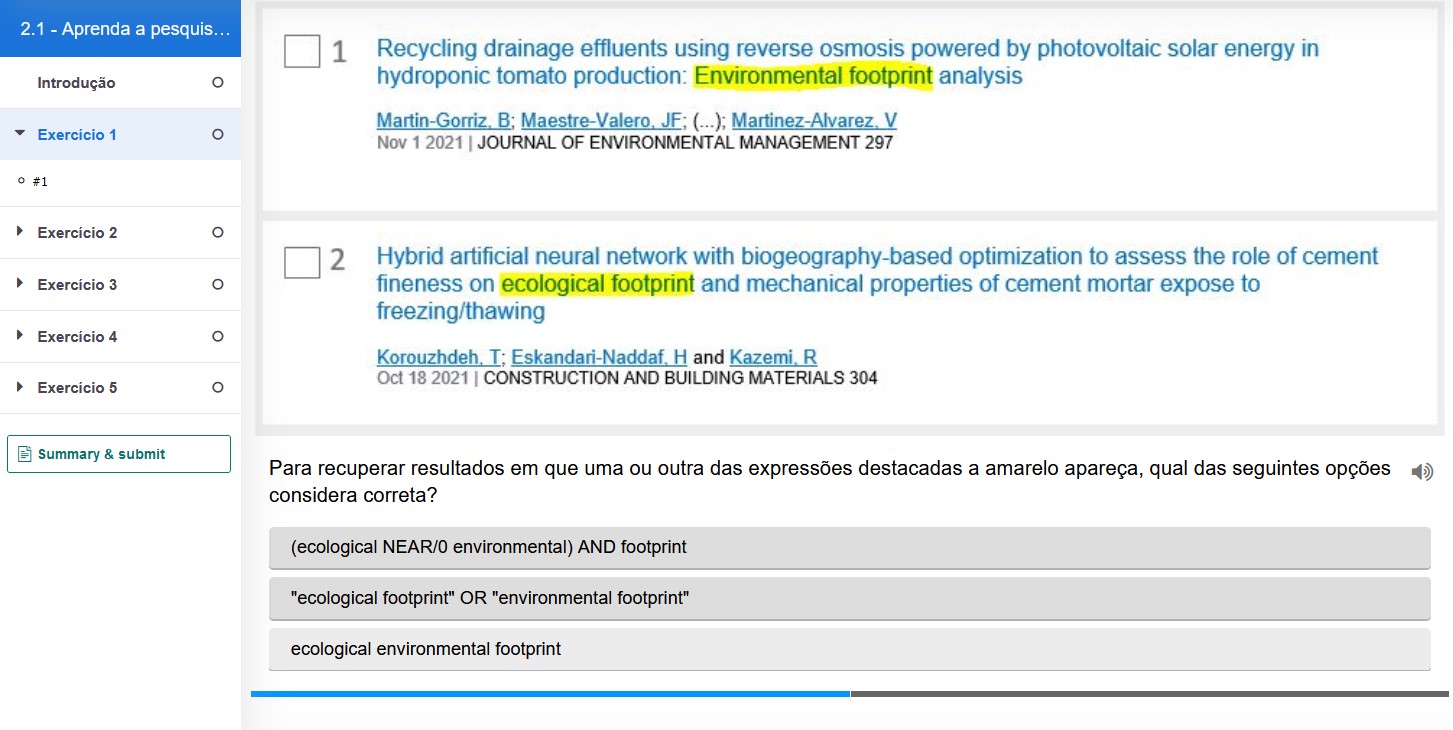 2.1 - Aprenda a pesquis...
Introdução
Exercício 1
#1
Exercício 2
Exercício 3
Exercício 4
Exercício 5
Summary & submit
1
Recycling drainage effluents using reverse osmosis powered by photovoltaic solar energy in
hydroponic tomato production: Environmental footprint analysis
Martin-Gorriz, B; Maestre-Valero, JF; (...); Martinez-Alvarez, V
Nov 1 2021 | JOURNAL OF ENVIRONMENTAL MANAGEMENT 297
2
Hybrid artificial neural network with biogeography-based optimization to assess the role of cement
fineness on ecological footprint and mechanical properties of cement mortar expose to
freezing/thawing
Korouzhdeh, T; Eskandari-Naddaf, H and Kazemi, R
Oct 18 2021 | CONSTRUCTION AND BUILDING MATERIALS 304
Para recuperar resultados em que uma ou outra das expressões destacadas a amarelo apareça, qual das seguintes opções
considera correta?
(ecological NEAR/0 environmental) AND footprint
"ecological footprint" OR "environmental footprint"
ecological environmental footprint